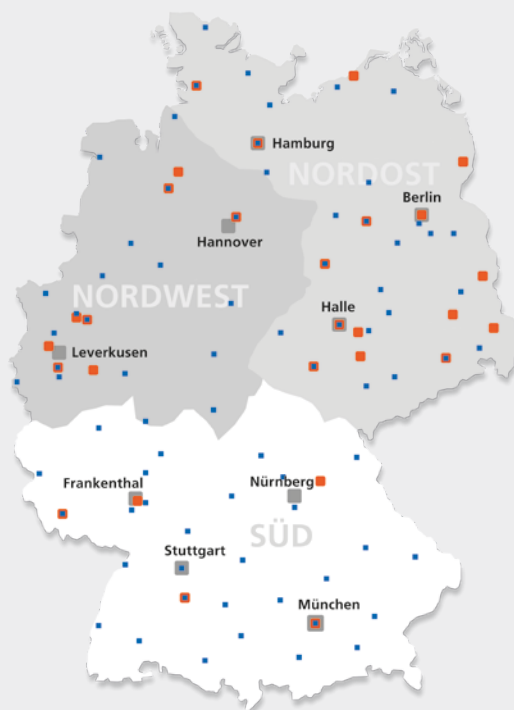 Hamburg
NORDOST
Berlin
Hannover
NORDWEST
Halle
Leverkusen
Frankenthal
Nürnberg
SÜD
Stuttgart
München